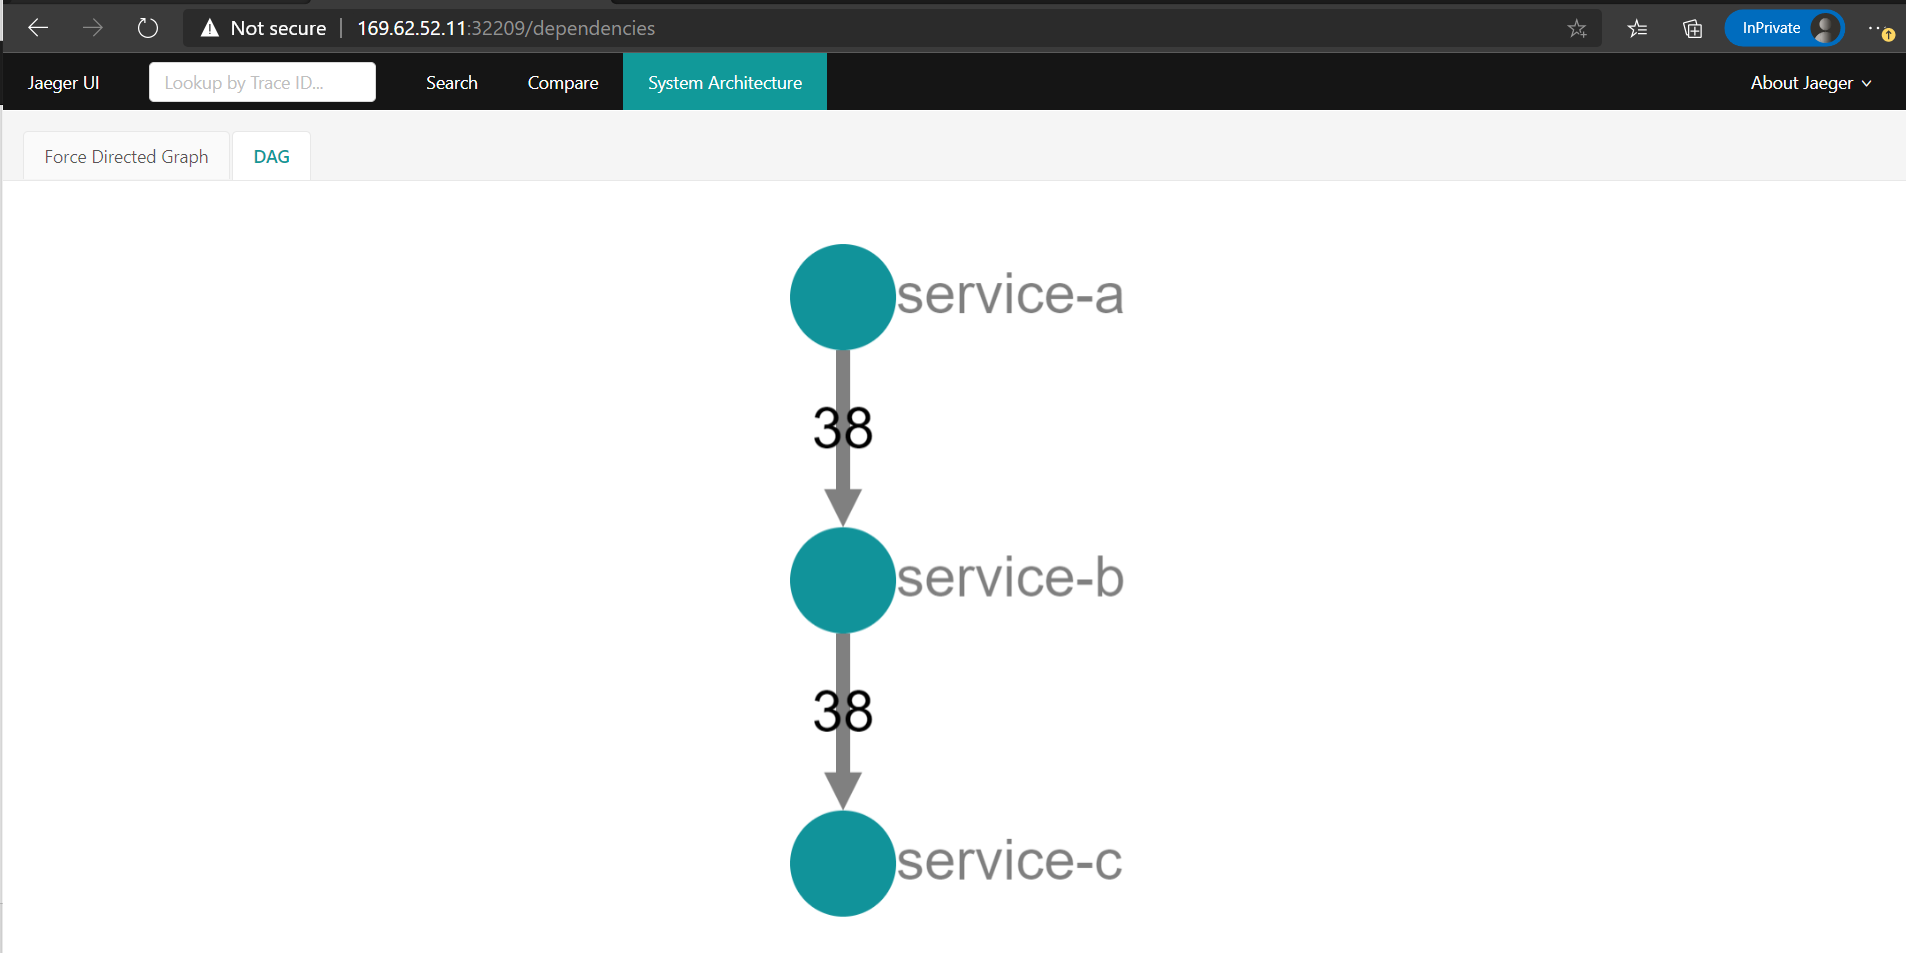 Not secure | 169.62.52.11:32209/dependencies InPrivate
Jaeger UI Lookup by Trace ID... Search Compare System Architecture About Jaeger
Force Directed Graph DAG
service-a
38
service-b
38
service-c